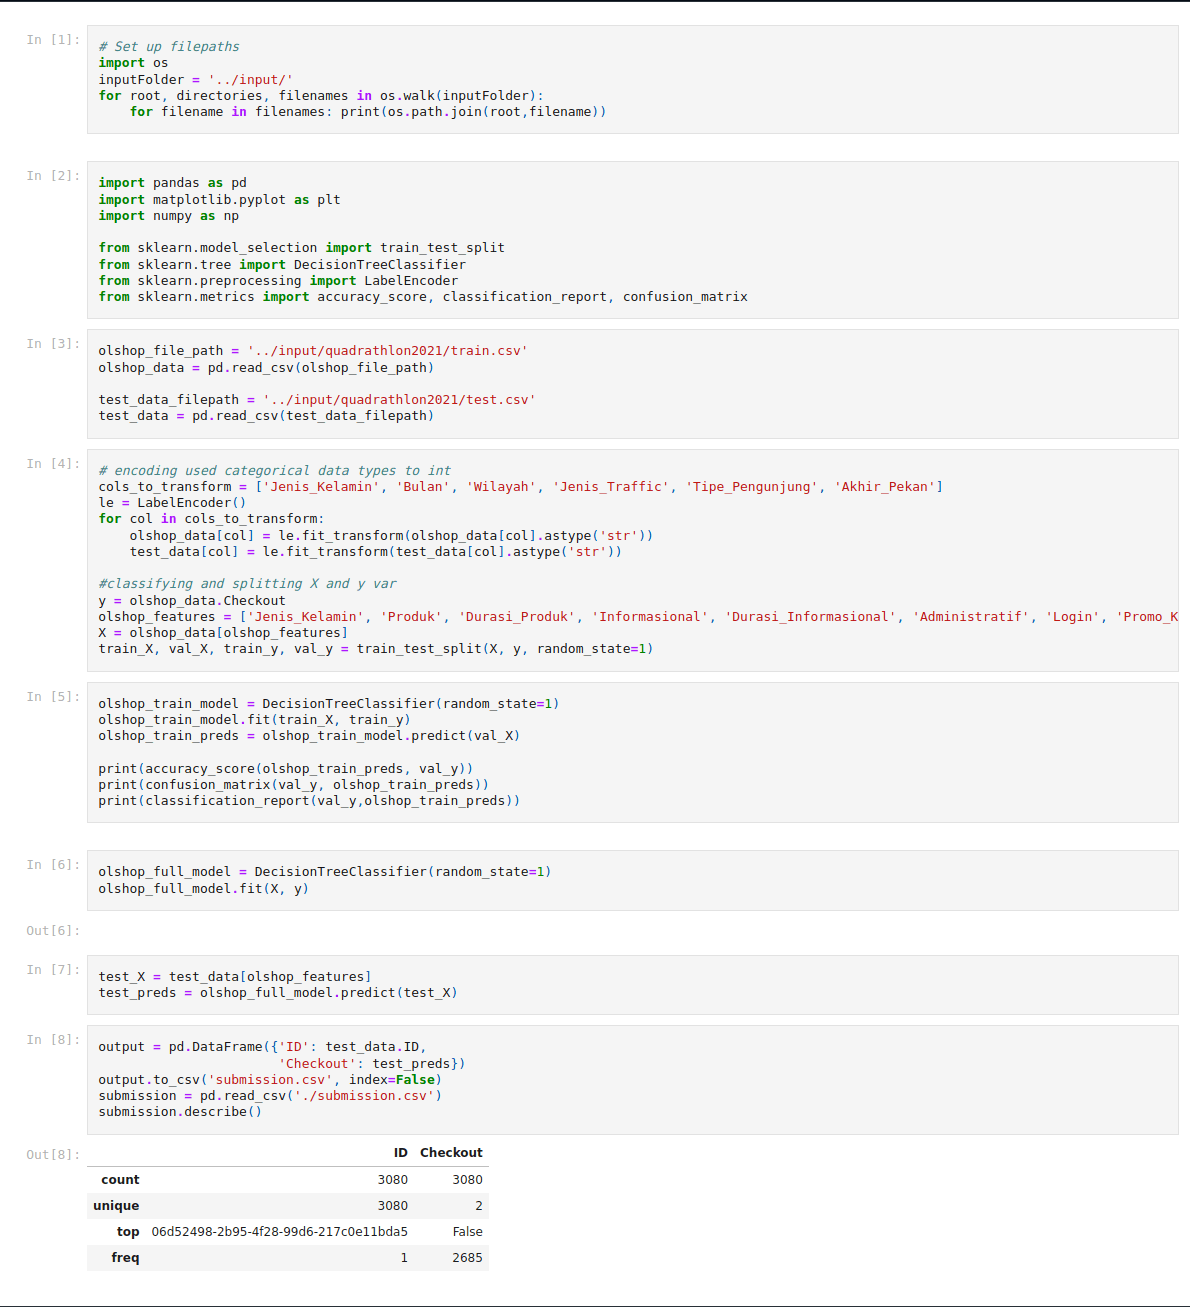 In [1]:
# Set up filepaths
import os
inputFolder = '../input/'
for root, directories, filenames in os.walk(inputFolder):
    for filename in filenames: print(os.path.join(root,filename))
In [2]:
import pandas as pd
import matplotlib.pyplot as plt
import numpy as np
from sklearn.model_selection import train_test_split
from sklearn.tree import DecisionTreeClassifier
from sklearn.preprocessing import LabelEncoder
from sklearn.metrics import accuracy_score, classification_report, confusion_matrix
In [3]:
olshop_file_path = '../input/quadrathlon2021/train.csv'
olshop_data = pd.read_csv(olshop_file_path)
test_data_filepath = '../input/quadrathlon2021/test.csv'
test_data = pd.read_csv(test_data_filepath)
In [4]:
# encoding used categorical data types to int
cols_to_transform = ['Jenis_Kelamin', 'Bulan', 'Wilayah', 'Jenis_Traffic', 'Tipe_Pengunjung', 'Akhir_Pekan']
le = LabelEncoder()
for col in cols_to_transform:
    olshop_data[col] = le.fit_transform(olshop_data[col].astype('str'))
    test_data[col] = le.fit_transform(test_data[col].astype('str'))
#classifying and splitting X and y var
y = olshop_data.Checkout
olshop_features = ['Jenis_Kelamin', 'Produk', 'Durasi_Produk', 'Informasional', 'Durasi_Informasional', 'Administratif', 'Login', 'Promo_K
X = olshop_data[olshop_features]
train_X, val_X, train_y, val_y = train_test_split(X, y, random_state=1)
In [5]:
olshop_train_model = DecisionTreeClassifier(random_state=1)
olshop_train_model.fit(train_X, train_y)
olshop_train_preds = olshop_train_model.predict(val_X)
print(accuracy_score(olshop_train_preds, val_y))
print(confusion_matrix(val_y, olshop_train_preds))
print(classification_report(val_y,olshop_train_preds))
In [6]:
olshop_full_model = DecisionTreeClassifier(random_state=1)
olshop_full_model.fit(X, y)
Out[6]:
In [7]:
test_X = test_data[olshop_features]
test_preds = olshop_full_model.predict(test_X)
In [8]:
output = pd.DataFrame({'ID': test_data.ID,
                       'Checkout': test_preds})
output.to_csv('submission.csv', index=False)
submission = pd.read_csv('./submission.csv')
submission.describe()
Out[8]:
ID Checkout
count 3080 3080
unique 3080 2
top 06d52498-2b95-4f28-99d6-217c0e11bda5 False
freq 1 2685